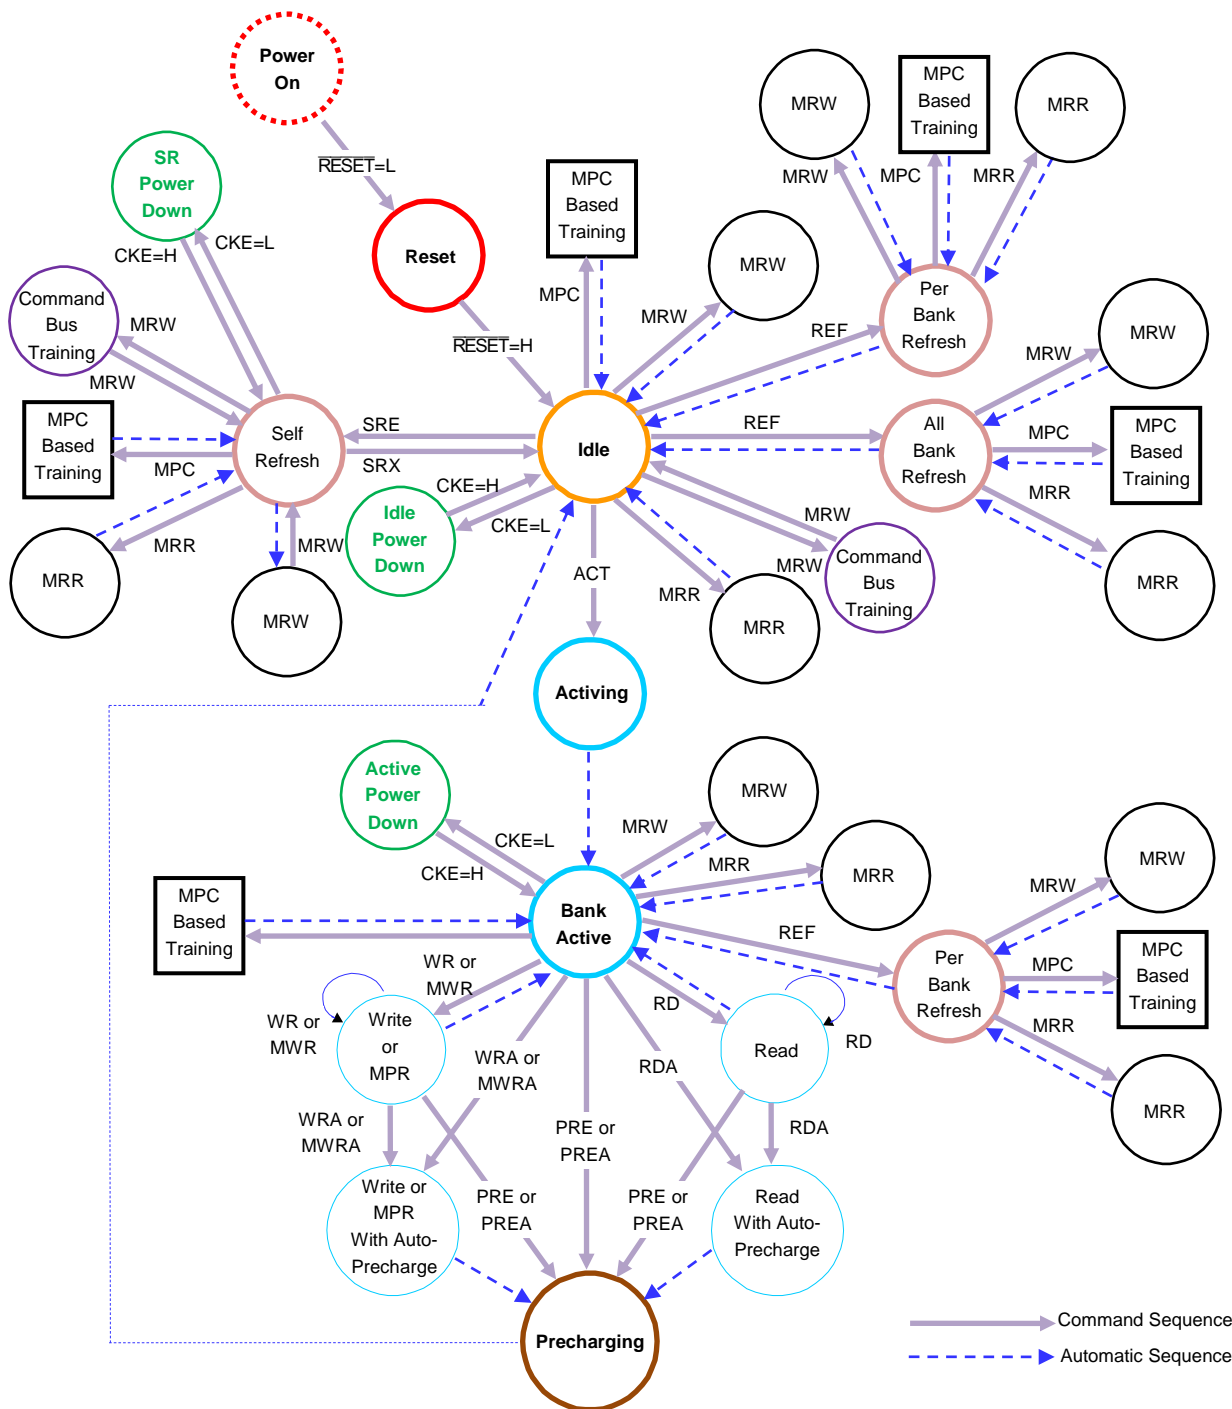 Power
On
RESET=L
SR
Power
Down
CKE=H
CKE=L
Reset
RESET=H
MPC
Based
Training
MPC
MRW
MRW
MRW
MPC
Based
Training
MRR
MRW
MPC
MRR
Per
Bank
Refresh
REF
Command
Bus
Training
MRW
MRW
MPC
Based
Training
MPC
Self
Refresh
SRE
SRX
MRR
MRR
MRW
MRW
Idle
CKE=H
CKE=L
Idle
Power
Down
REF
All
Bank
Refresh
MRW
MRW
MPC
MPC
Based
Training
MRR
MRR
MRW
MRW
Command
Bus
Training
MRR
MRR
ACT
Activing
Active
Power
Down
CKE=L
CKE=H
MRW
MRW
MRR
MRR
MPC
Based
Training
Bank
Active
REF
Per
Bank
Refresh
MRW
MRW
MPC
MPC
Based
Training
MRR
MRR
WR or
MWR
WR or
MWR
Write
or
MPR
RD
Read
RD
WRA or
MWRA
RDA
WRA or
MWRA
PRE or
PREA
RDA
PRE or
PREA
PRE or
PREA
Write or
MPR
With Auto-
Precharge
Read
With Auto-
Precharge
Precharging
Command Sequence
Automatic Sequence